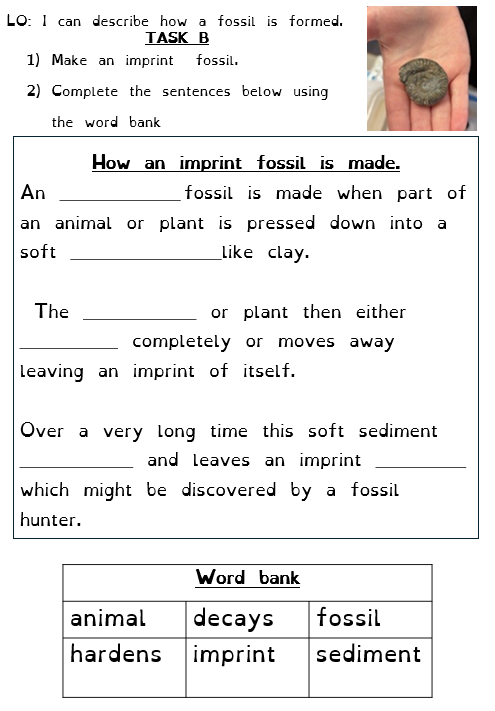 LO: I can describe how a fossil is formed.
TASK B
1) Make an imprint fossil.
2) Complete the sentences below using
the word bank
How an imprint fossil is made.
An ____________ fossil is made when part of
an animal or plant is pressed down into a
soft _______________like clay.
The ___________ or plant then either
__________ completely or moves away
leaving an imprint of itself.
Over a very long time this soft sediment
___________ and leaves an imprint _________
which might be discovered by a fossil
hunter.
Word bank
animal decays fossil
hardens imprint sediment